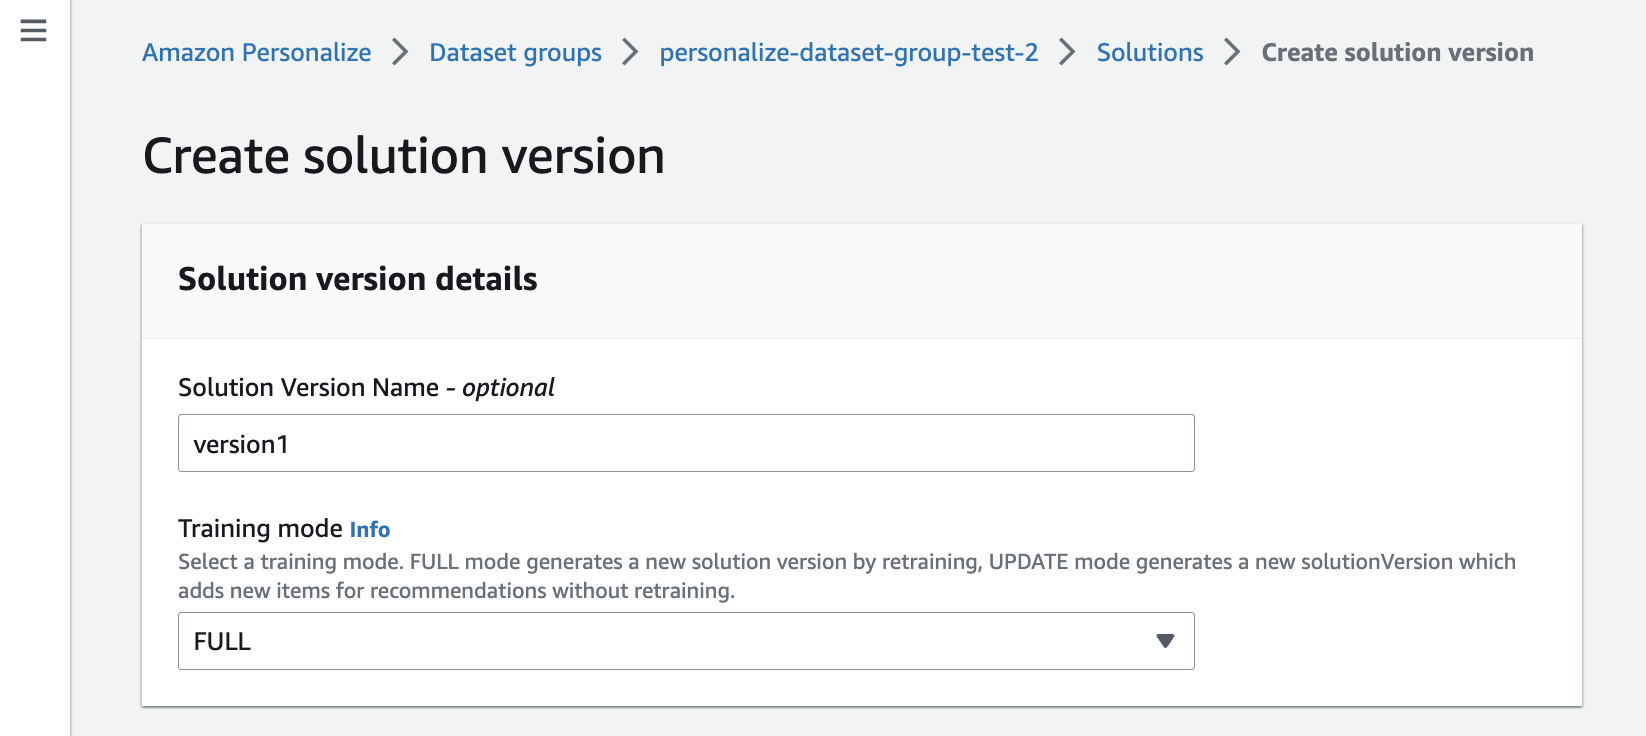 Amazon Personalize > Dataset groups > personalize-dataset-group-test-2 > Solutions > Create solution version
Create solution version
Solution version details
Solution Version Name - optional
version1
Training mode Info
Select a training mode. FULL mode generates a new solution version by retraining, UPDATE mode generates a new solutionVersion which
adds new items for recommendations without retraining.
FULL